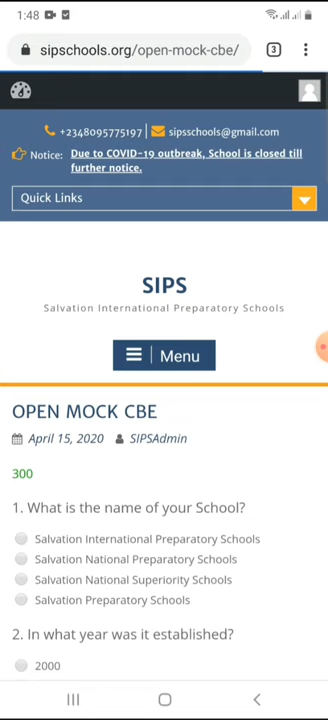 1:48
sipschools.org/open-mock-cbe/
3
+2348095775197 | sipsschools@gmail.com
Notice: Due to COVID-19 outbreak, School is closed till
further notice.
Quick Links
SIPS
Salvation International Preparatory Schools
Menu
OPEN MOCK CBE
April 15, 2020 SIPSAdmin
300
1. What is the name of your School?
Salvation International Preparatory Schools
Salvation National Preparatory Schools
Salvation National Superiority Schools
Salvation Preparatory Schools
2. In what year was it established?
2000